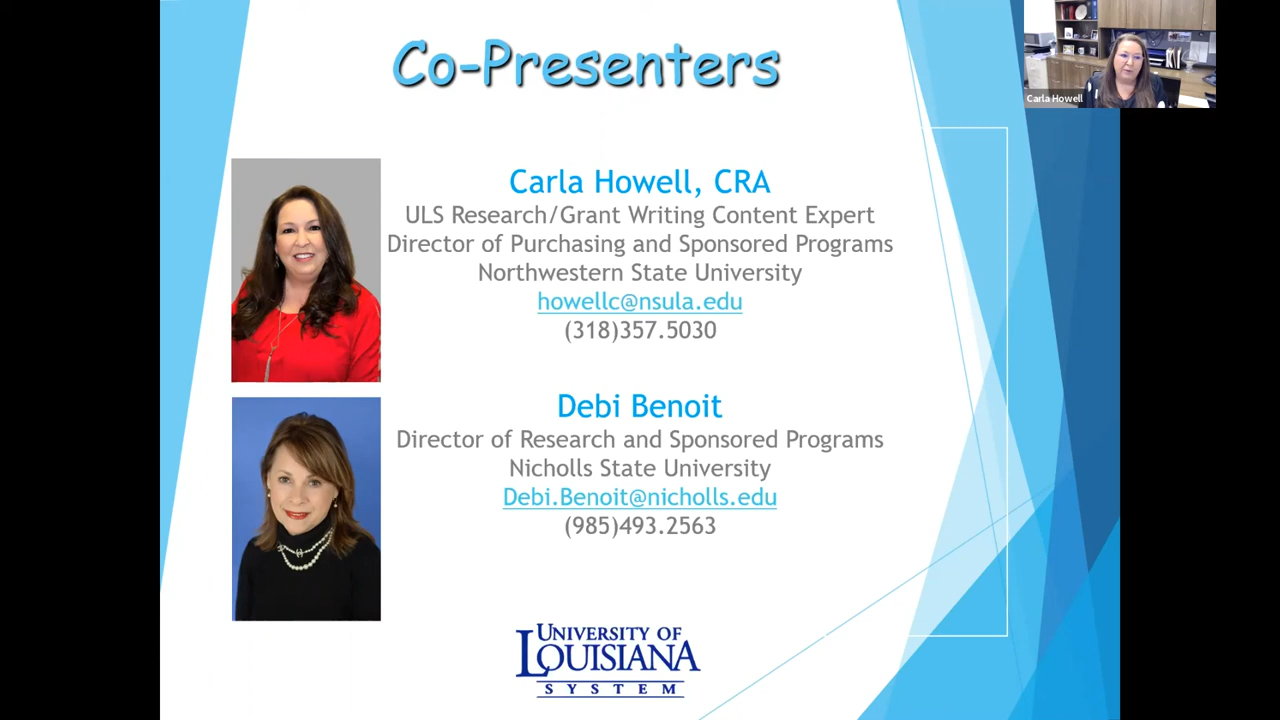 Co-Presenters
Carla Howell
Carla Howell, CRA
ULS Research/Grant Writing Content Expert
Director of Purchasing and Sponsored Programs
Northwestern State University
howellc@nsula.edu
(318)357.5030
Debi Benoit
Director of Research and Sponsored Programs
Nicholls State University
Debi.Benoit@nicholls.edu
(985)493.2563
UNIVERSITY OF
LOUISIANA
SYSTEM